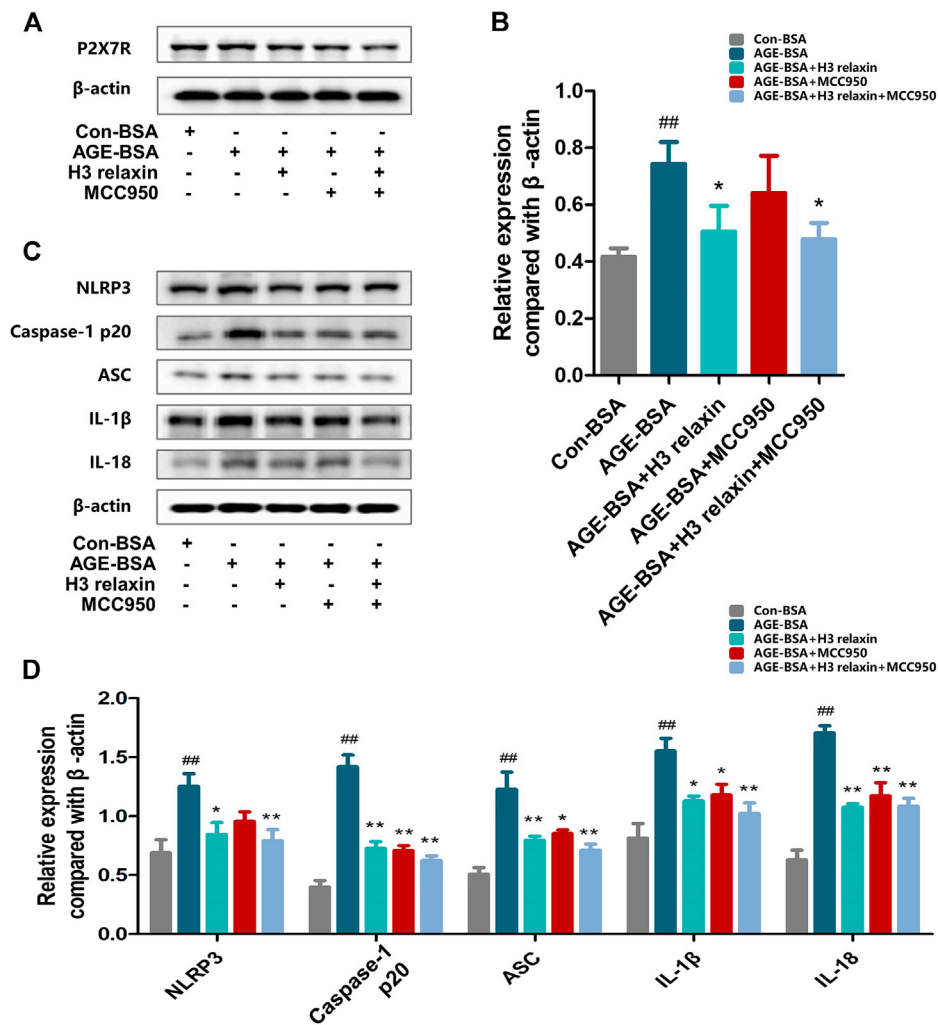 A
P2X7R
β-actin
Con-BSA + - - - -
AGE-BSA - + + + +
H3 relaxin - - + - +
MCC950 - - - + +
B
Con-BSA
AGE-BSA
AGE-BSA+H3 relaxin
AGE-BSA+MCC950
AGE-BSA+H3 relaxin+MCC950
Relative expression
compared with β -actin
1.0
0.8
0.6
0.4
0.2
0.0
##
*
*
Con-BSA
AGE-BSA
AGE-BSA+H3 relaxin
AGE-BSA+MCC950
AGE-BSA+H3 relaxin+MCC950
C
NLRP3
Caspase-1 p20
ASC
IL-1β
IL-18
β-actin
Con-BSA + - - - -
AGE-BSA - + + + +
H3 relaxin - - + - +
MCC950 - - - + +
Con-BSA
AGE-BSA
AGE-BSA+H3 relaxin
AGE-BSA+MCC950
AGE-BSA+H3 relaxin+MCC950
D
Relative expression
compared with β -actin
2.0
1.5
1.0
0.5
0.0
## * **
## ** ** **
## ** * **
## * * **
## ** ** **
NLRP3
Caspase-1
p20
ASC
IL-1β
IL-18